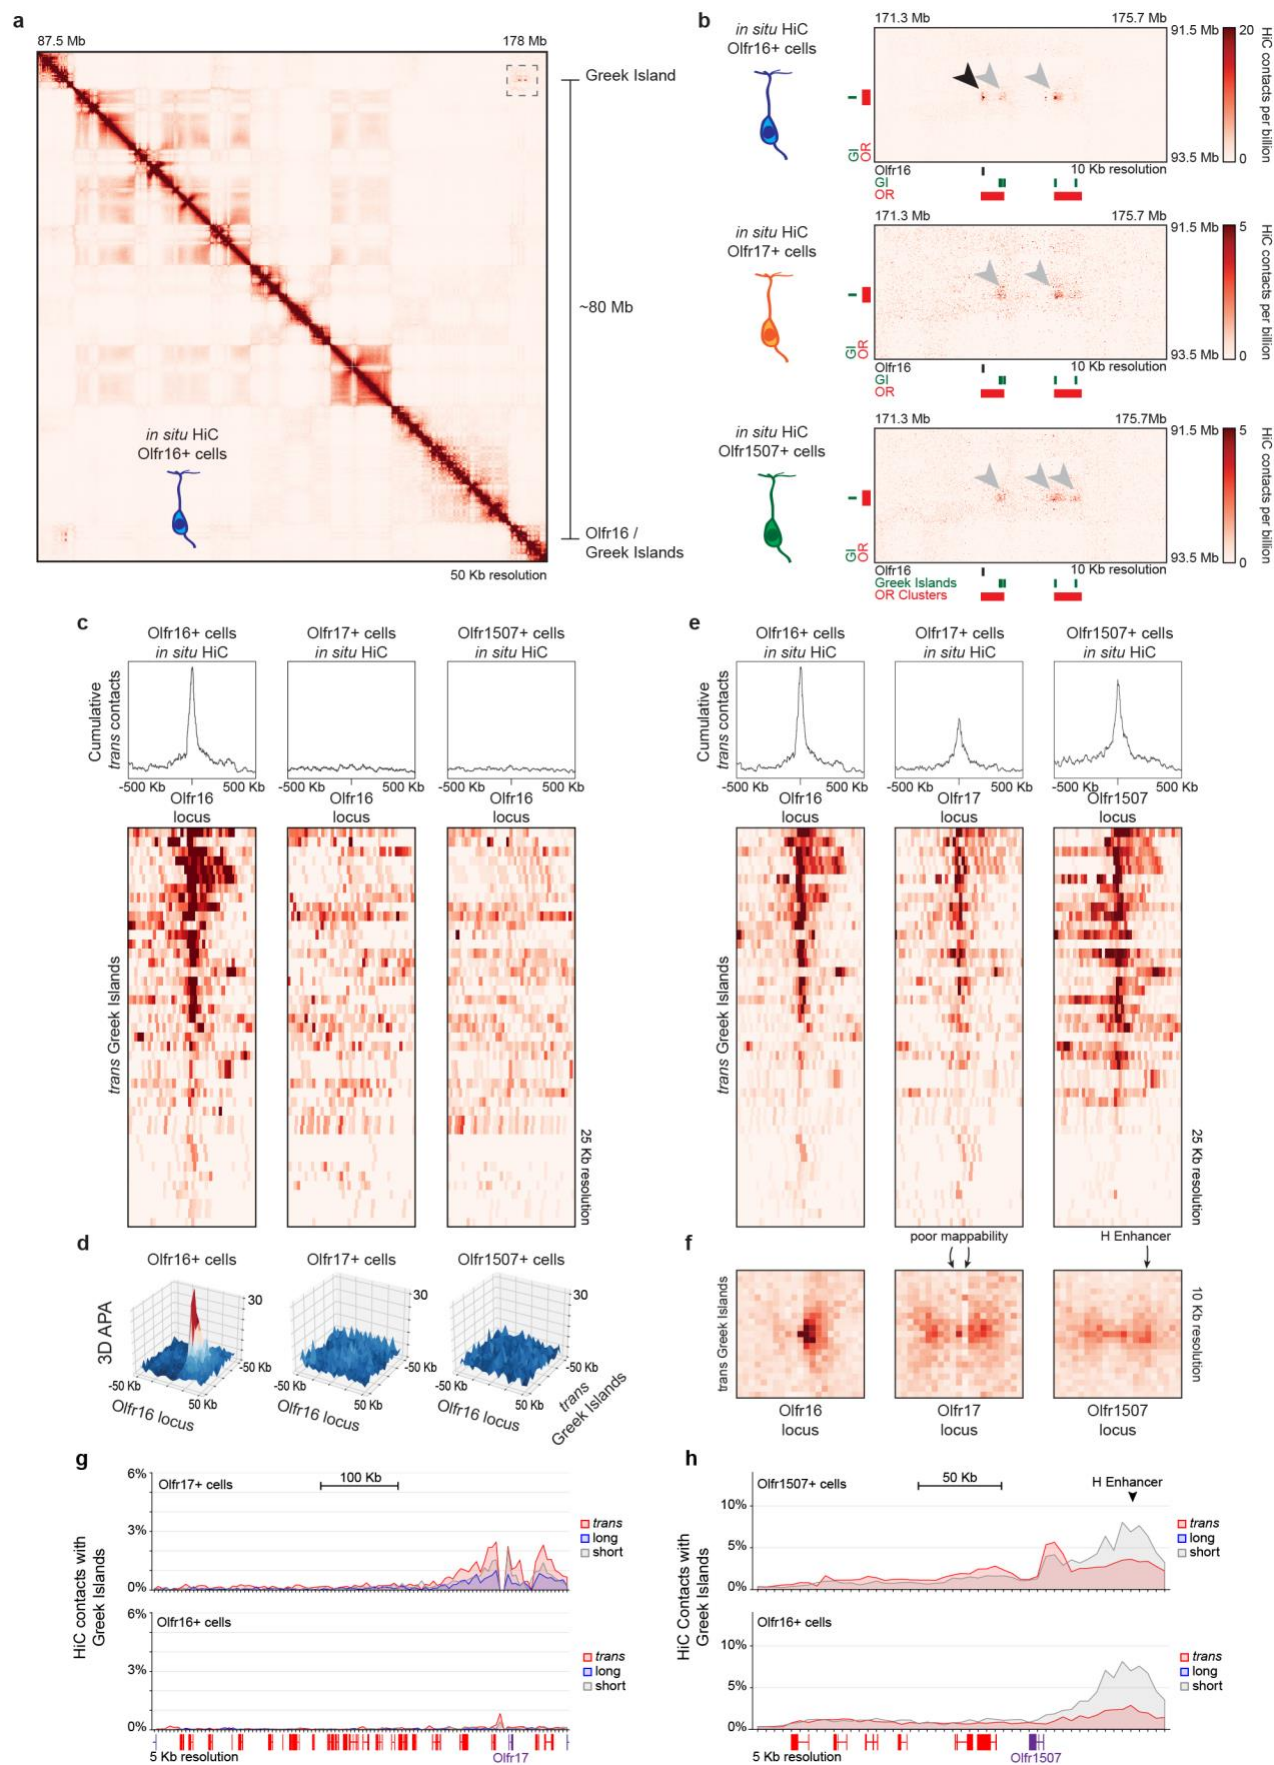 a
87.5 Mb
178 Mb
Greek Island
~80 Mb
in situ HiC
Olfr16+ cells
Olfr16 /
Greek Islands
50 Kb resolution
b
in situ HiC
Olfr16+ cells
171.3 Mb
175.7 Mb
91.5 Mb
93.5 Mb
20
0
HiC contacts per billion
GI
OR
Olfr16
10 Kb resolution
GI
OR
in situ HiC
Olfr17+ cells
171.3 Mb
175.7 Mb
91.5 Mb
93.5 Mb
5
0
HiC contacts per billion
GI
OR
Olfr16
10 Kb resolution
GI
OR
in situ HiC
Olfr1507+ cells
171.3 Mb
175.7Mb
91.5 Mb
93.5 Mb
5
0
HiC contacts per billion
GI
OR
Olfr16
10 Kb resolution
Greek Islands
OR Clusters
c
Olfr16+ cells
in situ HiC
Olfr17+ cells
in situ HiC
Olfr1507+ cells
in situ HiC
Cumulative
trans contacts
-500 Kb
500 Kb
-500 Kb
500 Kb
-500 Kb
500 Kb
Olfr16
locus
Olfr16
locus
Olfr16
locus
trans Greek Islands
25 Kb resolution
e
Olfr16+ cells
in situ HiC
Olfr17+ cells
in situ HiC
Olfr1507+ cells
in situ HiC
Cumulative
trans contacts
-500 Kb
500 Kb
-500 Kb
500 Kb
-500 Kb
500 Kb
Olfr16
locus
Olfr17
locus
Olfr1507
locus
trans Greek Islands
25 Kb resolution
d
Olfr16+ cells
Olfr17+ cells
Olfr1507+ cells
3D APA
30
30
30
-50 Kb
-50 Kb
-50 Kb
-50 Kb
50 Kb
50 Kb
50 Kb
Olfr16 locus
Olfr16 locus
Olfr16 locus
trans
Greek Islands
f
poor mappability
H Enhancer
trans Greek Islands
10 Kb resolution
Olfr16
locus
Olfr17
locus
Olfr1507
locus
g
HiC contacts with
Greek Islands
6%
3%
0%
Olfr17+ cells
100 Kb
trans
long
short
6%
3%
0%
Olfr16+ cells
trans
long
short
5 Kb resolution
Olfr17
h
HiC Contacts with
Greek Islands
10%
5%
0%
Olfr1507+ cells
50 Kb
H Enhancer
trans
long
short
10%
5%
0%
Olfr16+ cells
trans
long
short
5 Kb resolution
Olfr1507